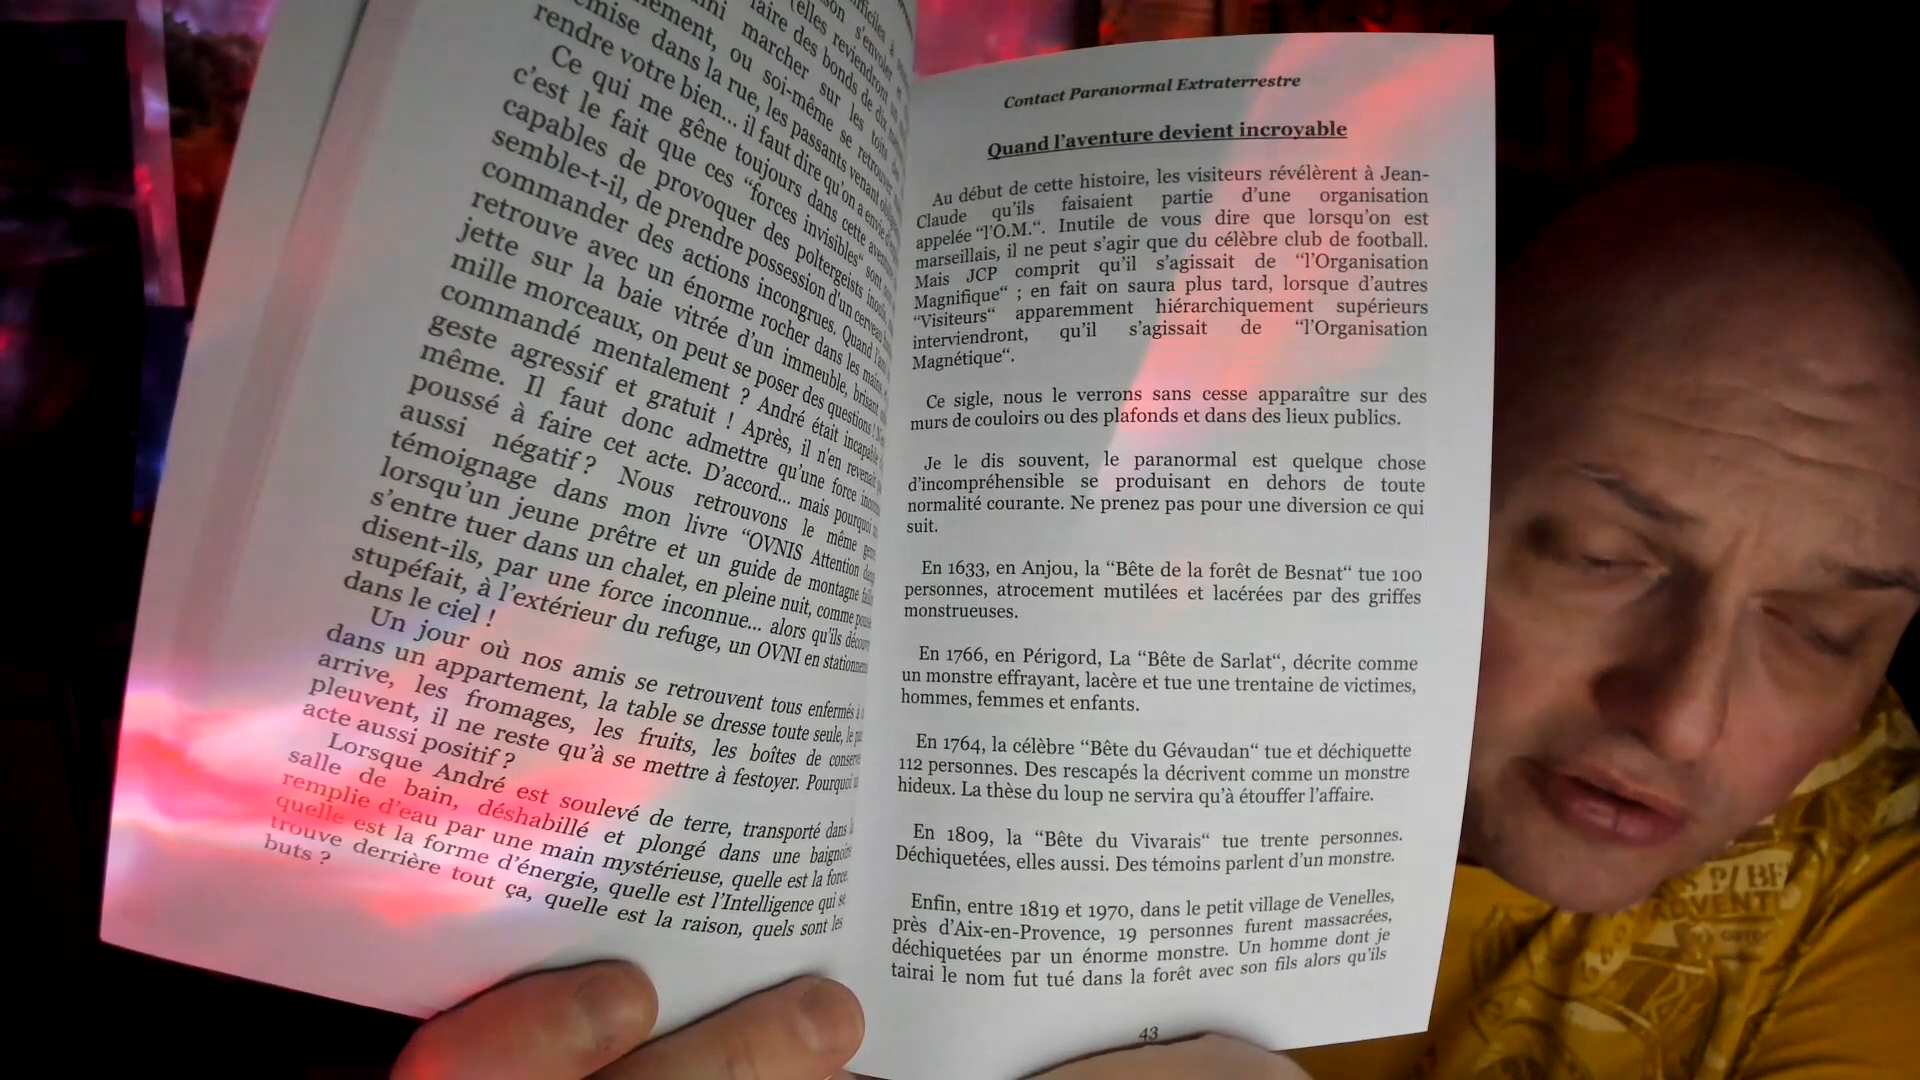 rendre votre bien... il faut dire qu'on a envie
Ce qui me gêne toujours dans cette aventure
c'est le fait que ces "forces invisibles" sont
capables de provoquer des poltergeists
semble-t-il, de prendre possession d'un cerveau
commander des actions incongrues. Quand
retrouve avec un énorme rocher dans les mains
jette sur la baie vitrée d'un immeuble, brisant
mille morceaux, on peut se poser des questions !
commandé mentalement ? André était incapable
geste agressif et gratuit ! Après, il n'en revenait
même. Il faut donc admettre qu'une force
poussé à faire cet acte. D'accord... mais pourquoi
aussi négatif ? Nous retrouvons le même
témoignage dans mon livre "OVNIS Attention
lorsqu'un jeune prêtre et un guide de montagne
s'entre tuer dans un chalet, en pleine nuit, comme
disent-ils, par une force inconnue... alors qu'ils
stupéfait, à l'extérieur du refuge, un OVNI en
dans le ciel !
Un jour où nos amis se retrouvent tous enfermés
dans un appartement, la table se dresse toute seule, le
arrive, les fromages, les fruits, les boîtes de
pleuvent, il ne reste qu'à se mettre à festoyer. Pourquoi
acte aussi positif ?
Lorsque André est soulevé de terre, transporté dans
salle de bain, déshabillé et plongé dans une
remplie d'eau par une main mystérieuse, quelle est la force,
quelle est la forme d'énergie, quelle est l'Intelligence qui se
trouve derrière tout ça, quelle est la raison, quels sont les
buts ?
Contact Paranormal Extraterrestre
Quand l'aventure devient incroyable
Au début de cette histoire, les visiteurs révélèrent à Jean-
Claude qu'ils faisaient partie d'une organisation
appelée "l'O.M.". Inutile de vous dire que lorsqu'on est
marseillais, il ne peut s'agir que du célèbre club de football.
Mais JCP comprit qu'il s'agissait de "l'Organisation
Magnifique" ; en fait on saura plus tard, lorsque d'autres
"Visiteurs" apparemment hiérarchiquement supérieurs
interviendront, qu'il s'agissait de "l'Organisation
Magnétique".
Ce sigle, nous le verrons sans cesse apparaître sur des
murs de couloirs ou des plafonds et dans des lieux publics.
Je le dis souvent, le paranormal est quelque chose
d'incompréhensible se produisant en dehors de toute
normalité courante. Ne prenez pas pour une diversion ce qui
suit.
En 1633, en Anjou, la "Bête de la forêt de Besnat" tue 100
personnes, atrocement mutilées et lacérées par des griffes
monstrueuses.
En 1766, en Périgord, La "Bête de Sarlat", décrite comme
un monstre effrayant, lacère et tue une trentaine de victimes,
hommes, femmes et enfants.
En 1764, la célèbre "Bête du Gévaudan" tue et déchiquette
112 personnes. Des rescapés la décrivent comme un monstre
hideux. La thèse du loup ne servira qu'à étouffer l'affaire.
En 1809, la "Bête du Vivarais" tue trente personnes.
Déchiquetées, elles aussi. Des témoins parlent d'un monstre.
Enfin, entre 1819 et 1970, dans le petit village de Venelles,
près d'Aix-en-Provence, 19 personnes furent massacrées,
déchiquetées par un énorme monstre. Un homme dont je
tairai le nom fut tué dans la forêt avec son fils alors qu'ils
43